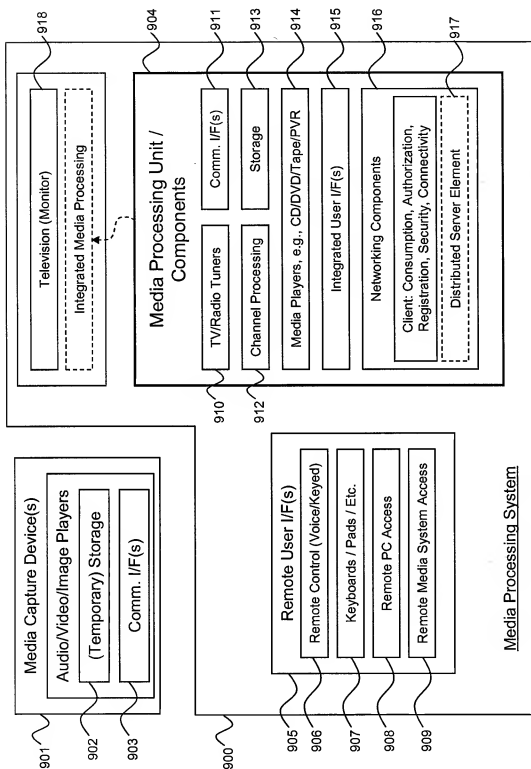 901
Media Capture Device(s)
Audio/Video/Image Players
902
(Temporary) Storage
903
Comm. I/F(s)
900
905
Remote User I/F(s)
906
Remote Control (Voice/Keyed)
907
Keyboards / Pads / Etc.
908
Remote PC Access
909
Remote Media System Access
Media Processing System
918
Television (Monitor)
Integrated Media Processing
904
Media Processing Unit /
Components
910
TV/Radio Tuners
911
Comm. I/F(s)
912
Channel Processing
913
Storage
914
Media Players, e.g., CD/DVD/Tape/PVR
915
Integrated User I/F(s)
916
Networking Components
Client: Consumption, Authorization,
Registration, Security, Connectivity
917
Distributed Server Element